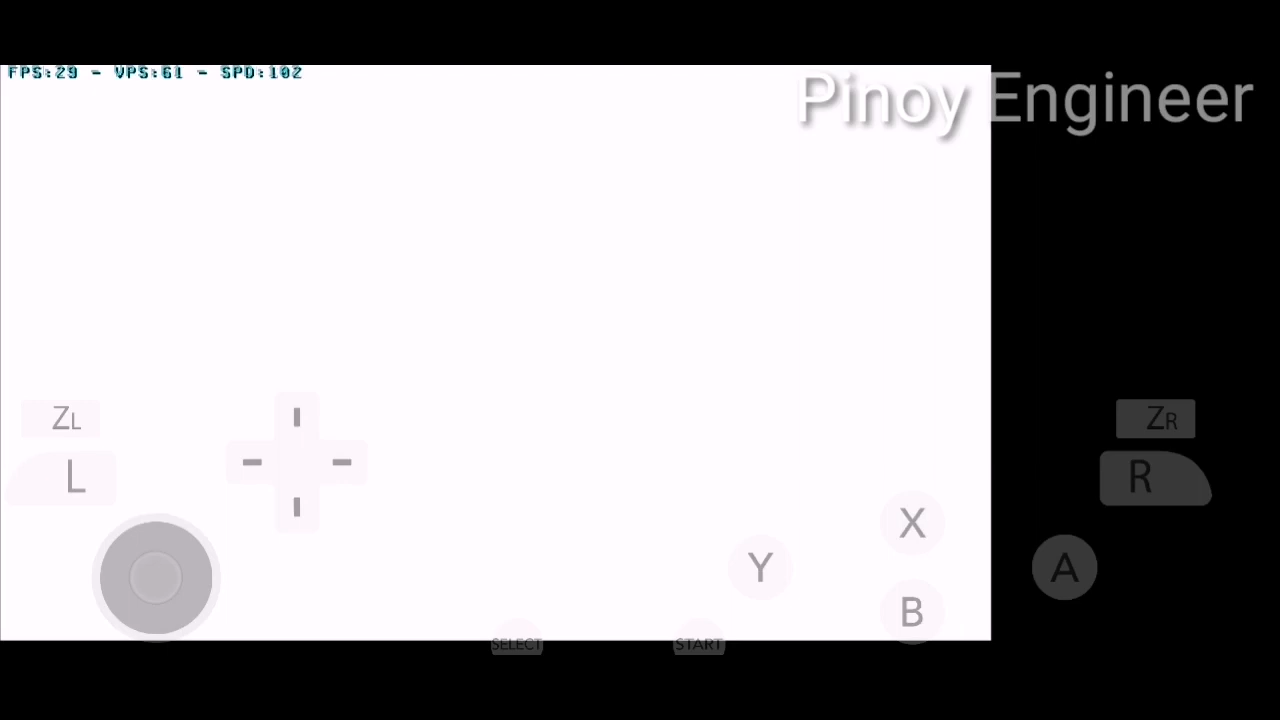 FPS:29 - VPS:61 - SPD:102
Pinoy Engineer
ZL
ZR
L
R
X
Y
A
B
SELECT
START